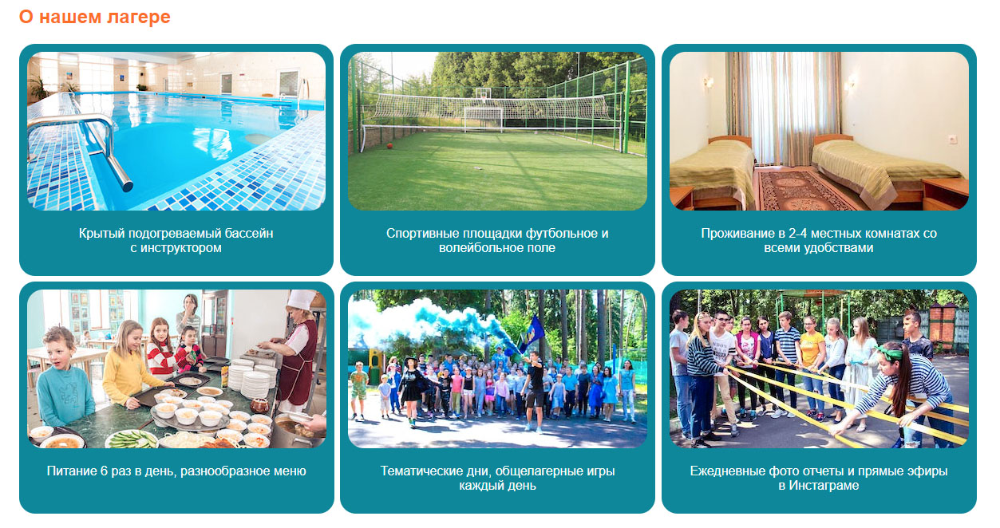 О нашем лагере
Крытый подогреваемый бассейн
с инструктором
Спортивные площадки футбольное и
волейбольное поле
Проживание в 2-4 местных комнатах со
всеми удобствами
Питание 6 раз в день, разнообразное меню
Тематические дни, общелагерные игры
каждый день
Ежедневные фото отчеты и прямые эфиры
в Инстаграме